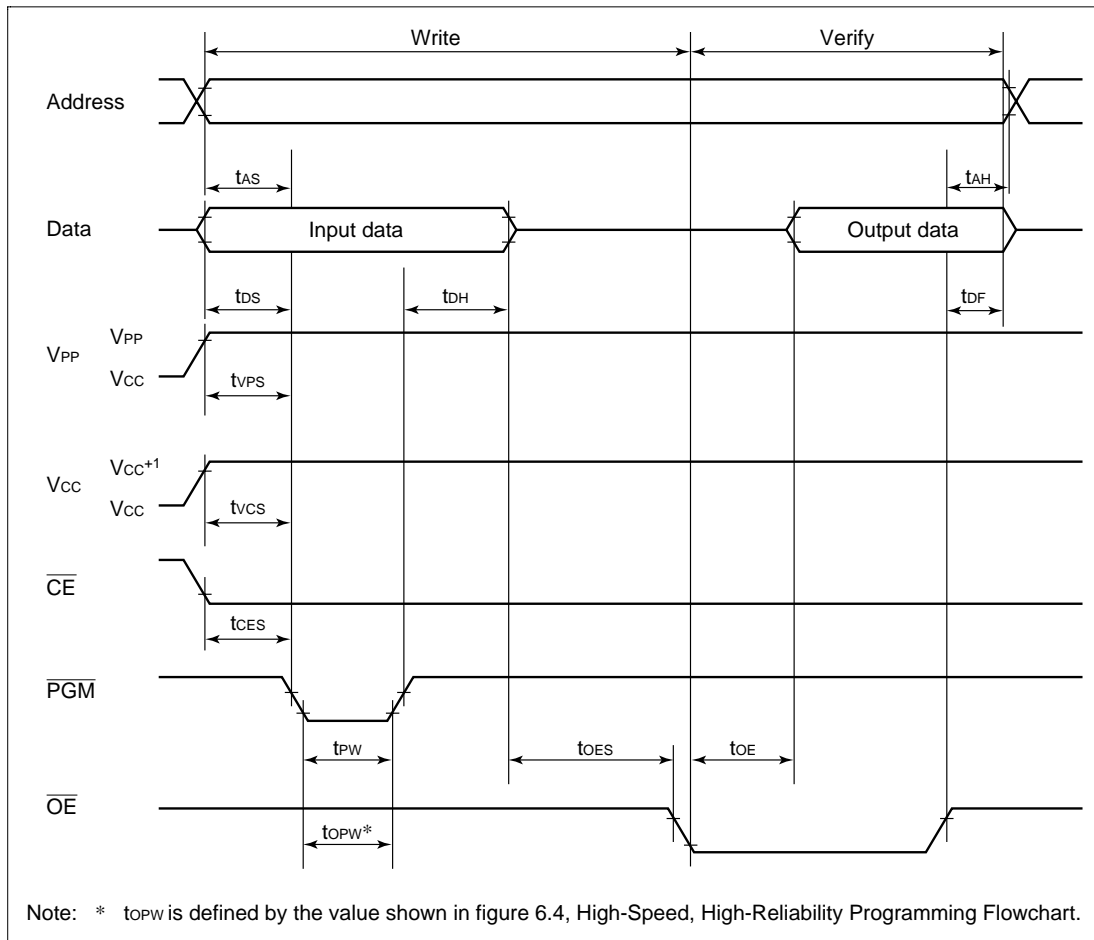 Write Verify
Address
tAS tAH
Data Input data Output data
tDS tDH tDF
VPP VPP
VCC
tVPS
VCC VCC+1
VCC
tVCS
CE
tCES
PGM
tPW tOES tOE
OE
tOPW*
Note: * tOPW is defined by the value shown in figure 6.4, High-Speed, High-Reliability Programming Flowchart.